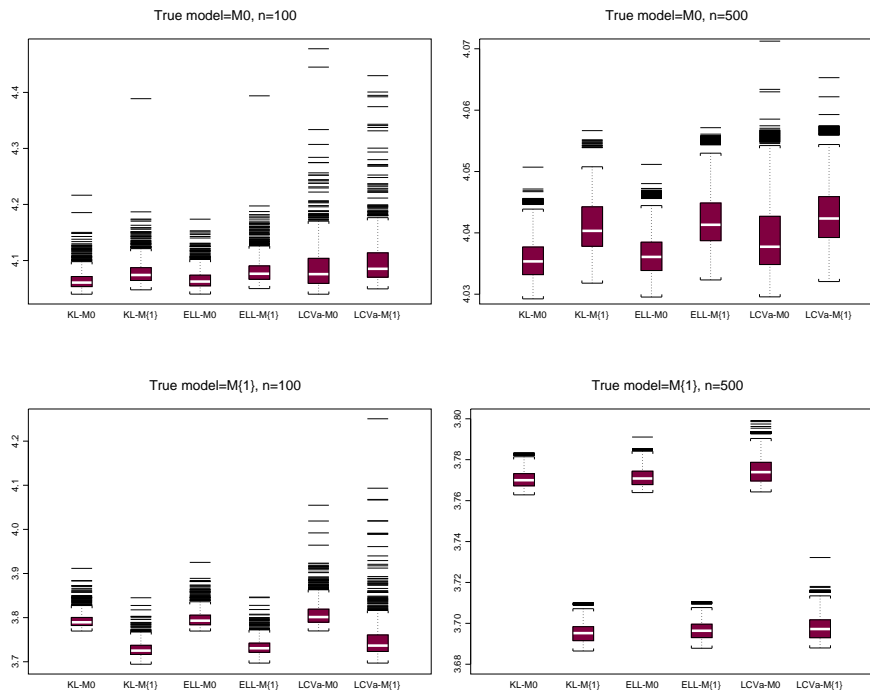 True model=M0, n=100
4.4
4.3
4.2
4.1
KL-M0 KL-M{1} ELL-M0 ELL-M{1} LCVa-M0 LCVa-M{1}
True model=M0, n=500
4.07
4.06
4.05
4.04
4.03
KL-M0 KL-M{1} ELL-M0 ELL-M{1} LCVa-M0 LCVa-M{1}
True model=M{1}, n=100
4.2
4.1
4.0
3.9
3.8
3.7
KL-M0 KL-M{1} ELL-M0 ELL-M{1} LCVa-M0 LCVa-M{1}
True model=M{1}, n=500
3.80
3.78
3.76
3.74
3.72
3.70
3.68
KL-M0 KL-M{1} ELL-M0 ELL-M{1} LCVa-M0 LCVa-M{1}